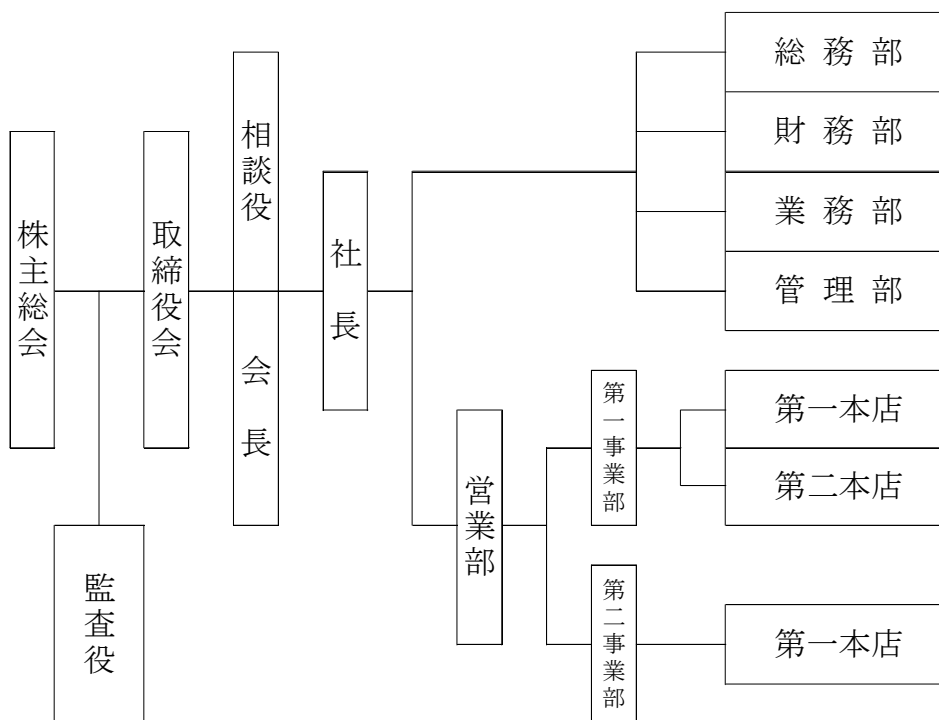 株主総会
監査役
取締役会
相談役
会長
社長
総務部
財務部
業務部
管理部
営業部
第一事業部
第一本店
第二本店
第二事業部
第一本店